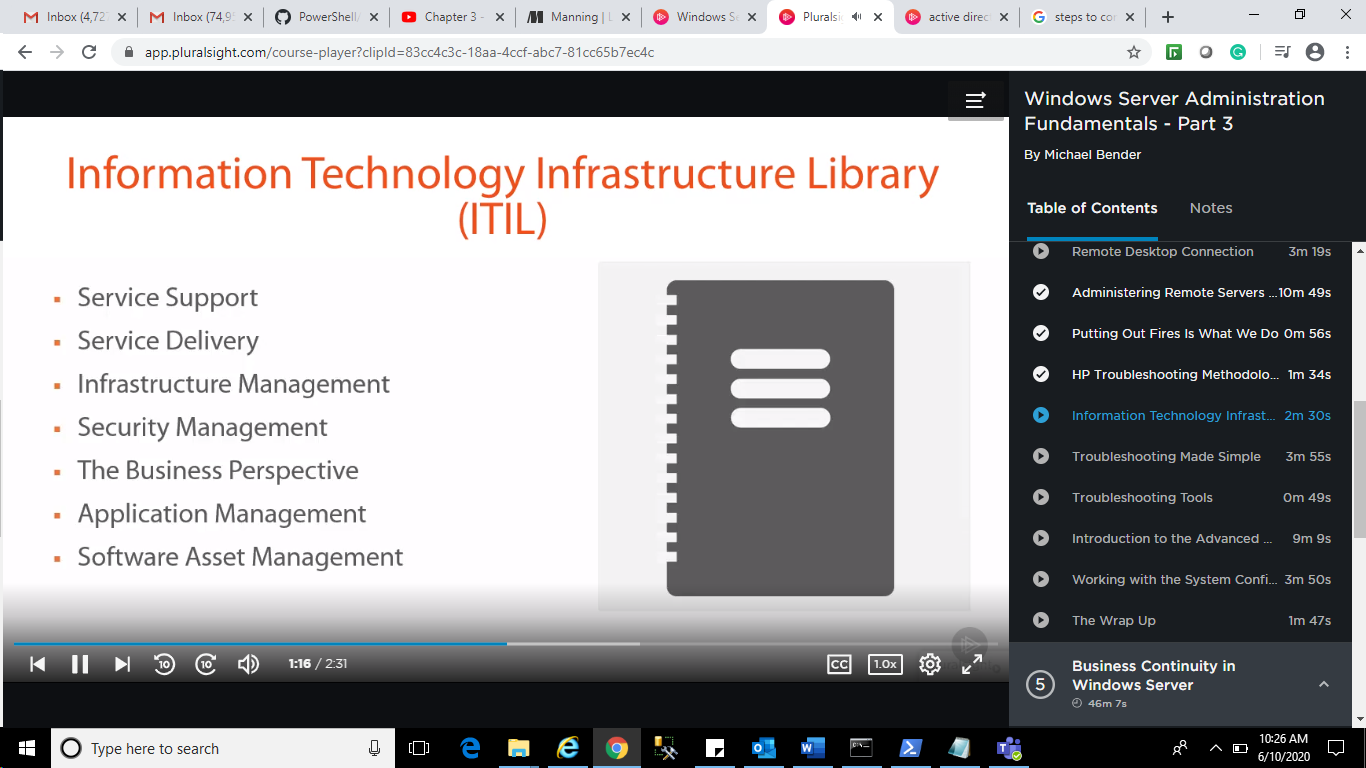 Inbox (4,727
Inbox (74,95
PowerShell/
Chapter 3 -
Manning | L
Windows Se
Pluralsi
active direc
steps to cor
app.pluralsight.com/course-player?clipId=83cc4c3c-18aa-4ccf-abc7-81cc65b7ec4c
Information Technology Infrastructure Library
(ITIL)
Service Support
Service Delivery
Infrastructure Management
Security Management
The Business Perspective
Application Management
Software Asset Management
10
10
1:16 / 2:31
CC
1.0x
Windows Server Administration
Fundamentals - Part 3
By Michael Bender
Table of Contents
Notes
Remote Desktop Connection 3m 19s
Administering Remote Servers ... 10m 49s
Putting Out Fires Is What We Do 0m 56s
HP Troubleshooting Methodolo... 1m 34s
Information Technology Infrast... 2m 30s
Troubleshooting Made Simple 3m 55s
Troubleshooting Tools 0m 49s
Introduction to the Advanced ... 9m 9s
Working with the System Confi... 3m 50s
The Wrap Up 1m 47s
5
Business Continuity in
Windows Server
46m 7s
Type here to search
10:26 AM
6/10/2020